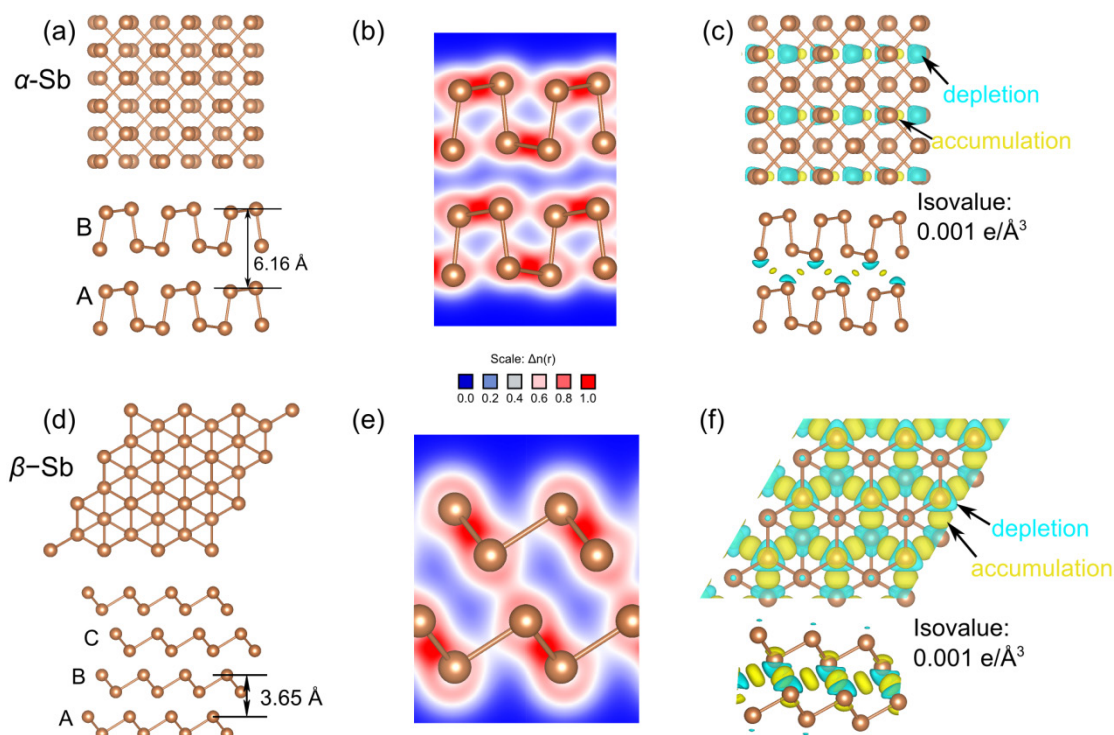 (a)
α-Sb
B
6.16 Å
A
(b)
(c)
depletion
accumulation
Isovalue:
0.001 e/Å³
Scale: Δn(r)
0.0 0.2 0.4 0.6 0.8 1.0
(d)
β−Sb
C
B
3.65 Å
A
(e)
(f)
depletion
accumulation
Isovalue:
0.001 e/Å³